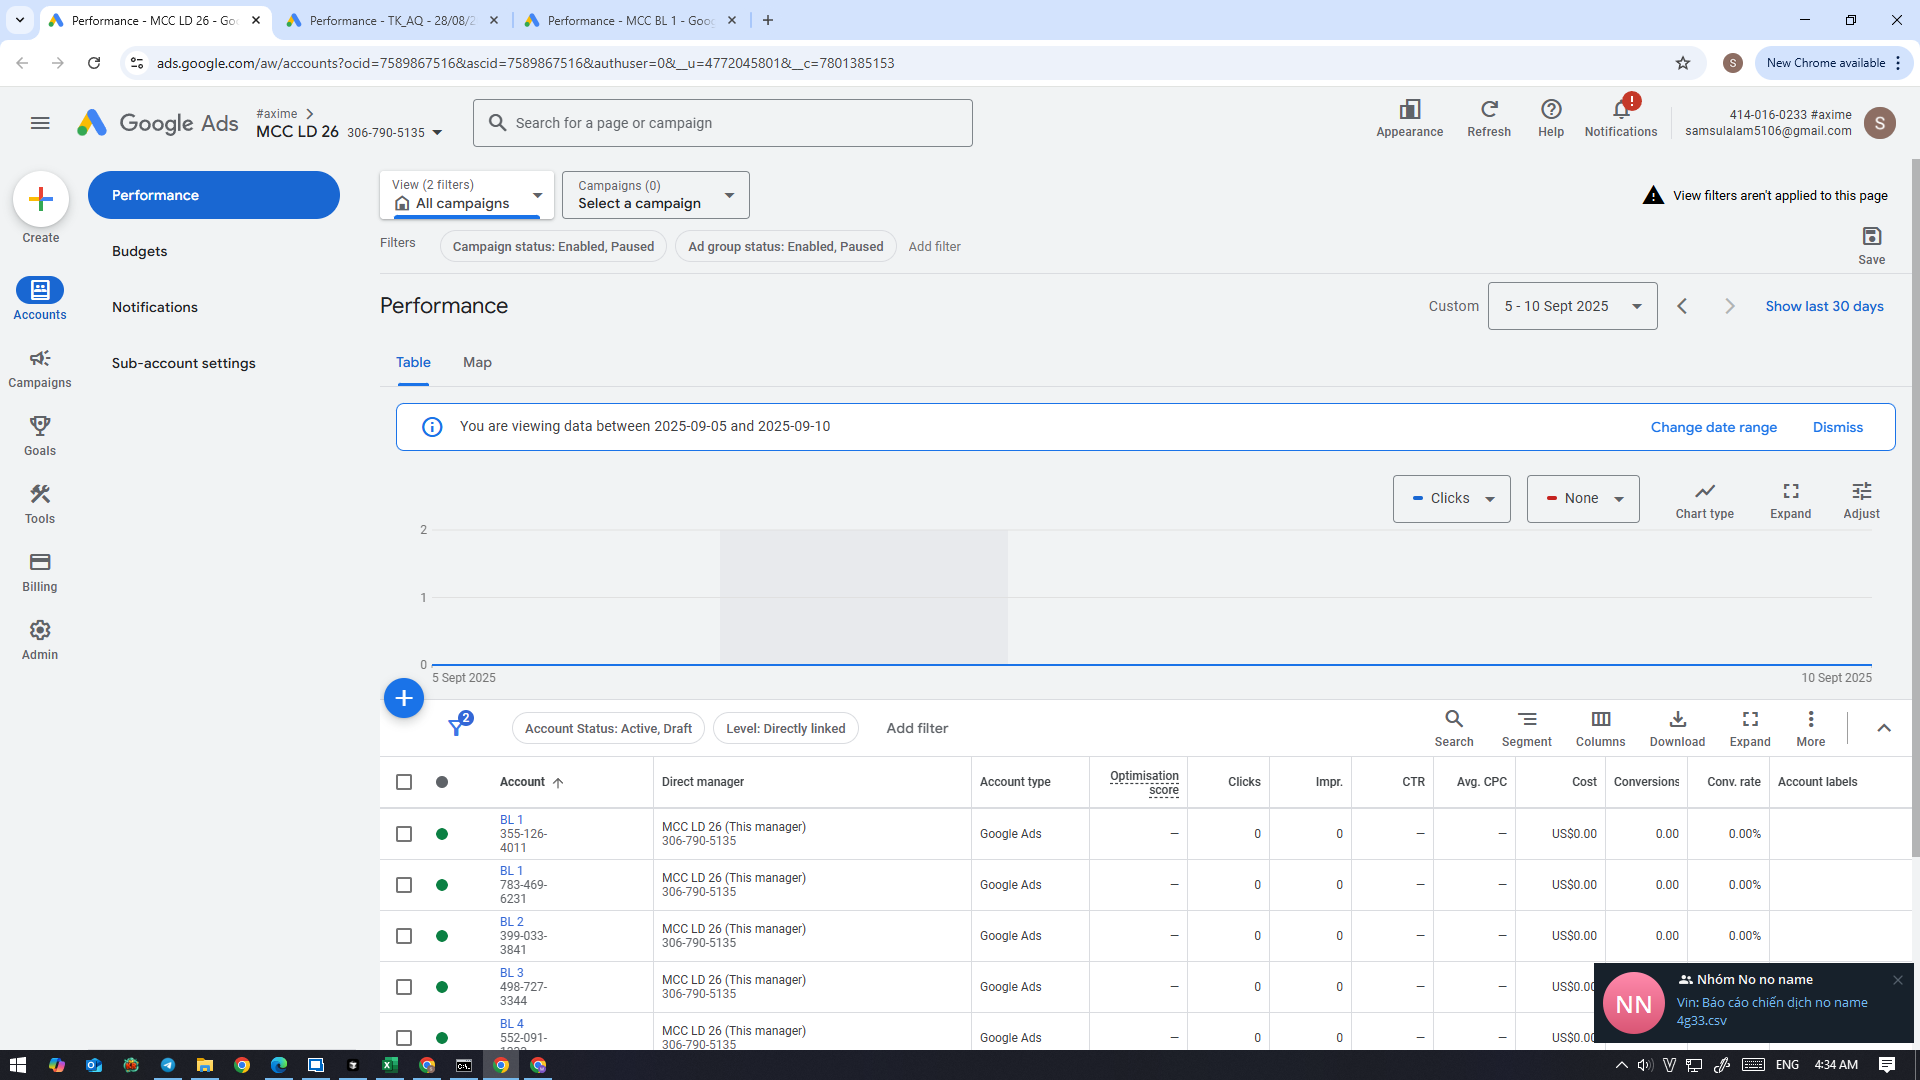 Performance - MCC LD 26 - Goo
Performance - TK_AQ - 28/08/2
Performance - MCC BL 1 - Goog
ads.google.com/aw/accounts?ocid=7589867516&ascid=7589867516&authuser=0&__u=4772045801&__c=7801385153
S
New Chrome available
Google Ads
#axime
MCC LD 26 306-790-5135
Search for a page or campaign
Appearance
Refresh
Help
!
Notifications
414-016-0233 #axime
samsulalam5106@gmail.com
S
Create
Accounts
Campaigns
Goals
Tools
Billing
Admin
Performance
Budgets
Notifications
Sub-account settings
View (2 filters)
All campaigns
Campaigns (0)
Select a campaign
View filters aren't applied to this page
Filters
Campaign status: Enabled, Paused
Ad group status: Enabled, Paused
Add filter
Save
Performance
Custom
5 - 10 Sept 2025
Show last 30 days
Table
Map
You are viewing data between 2025-09-05 and 2025-09-10
Change date range
Dismiss
Clicks
None
Chart type
Expand
Adjust
2
1
0
5 Sept 2025
10 Sept 2025
2
Account Status: Active, Draft
Level: Directly linked
Add filter
Search
Segment
Columns
Download
Expand
More
Account
Direct manager
Account type
Optimisation score
Clicks
Impr.
CTR
Avg. CPC
Cost
Conversions
Conv. rate
Account labels
BL 1
355-126-
4011
MCC LD 26 (This manager)
306-790-5135
Google Ads
—
0
0
—
—
US$0.00
0.00
0.00%
BL 1
783-469-
6231
MCC LD 26 (This manager)
306-790-5135
Google Ads
—
0
0
—
—
US$0.00
0.00
0.00%
BL 2
399-033-
3841
MCC LD 26 (This manager)
306-790-5135
Google Ads
—
0
0
—
—
US$0.00
0.00
0.00%
BL 3
498-727-
3344
MCC LD 26 (This manager)
306-790-5135
Google Ads
—
0
0
—
—
US$0.00
BL 4
552-091-
MCC LD 26 (This manager)
306-790-5135
Google Ads
—
0
0
—
—
US$0.00
NN
Nhóm No no name
Vin: Báo cáo chiến dịch no name
4g33.csv
ENG
4:34 AM